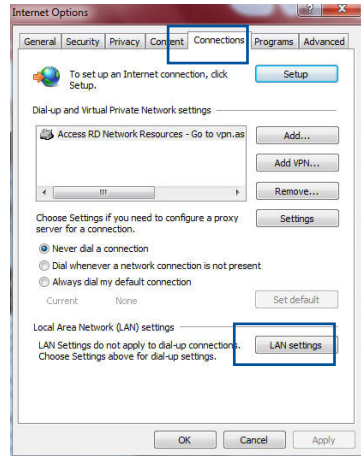 Internet Options
General Security Privacy Content Connections Programs Advanced
To set up an Internet connection, click
Setup.
Setup
Dial-up and Virtual Private Network settings
Access RD Network Resources - Go to vpn.as
Add...
Add VPN...
Remove...
Choose Settings if you need to configure a proxy
server for a connection.
Settings
Never dial a connection
Dial whenever a network connection is not present
Always dial my default connection
Current None
Set default
Local Area Network (LAN) settings
LAN Settings do not apply to dial-up connections.
Choose Settings above for dial-up settings.
LAN settings
OK Cancel Apply